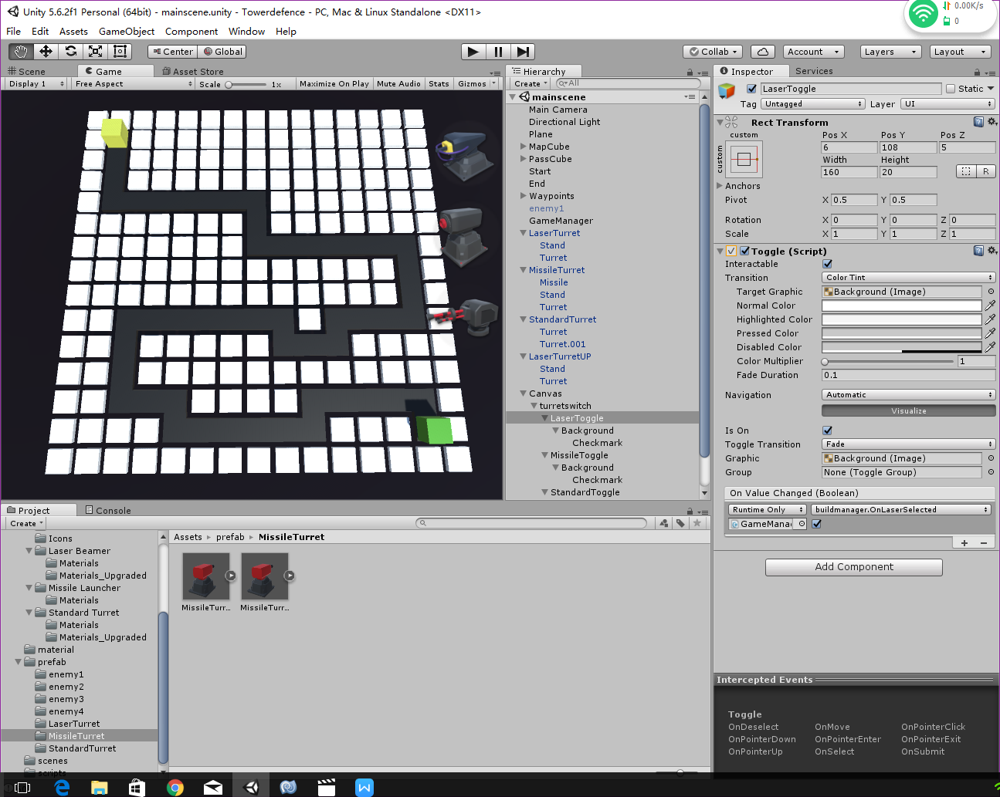 Unity 5.6.2f1 Personal (64bit) - mainscene.unity - Towerdefence - PC, Mac & Linux Standalone <DX11>
0.00K/s
0
File Edit Assets GameObject Component Window Help
Center Global
Collab Account Layers Layout
Scene Game Asset Store
Display 1 Free Aspect Scale 1x Maximize On Play Mute Audio Stats Gizmos
Hierarchy
Create All
mainscene
Main Camera
Directional Light
Plane
MapCube
PassCube
Start
End
Waypoints
enemy1
GameManager
LaserTurret
Stand
Turret
MissileTurret
Missile
Stand
Turret
StandardTurret
Turret
Turret.001
LaserTurretUP
Stand
Turret
Canvas
turretswitch
LaserToggle
Background
Checkmark
MissileToggle
Background
Checkmark
StandardToggle
Inspector Services
LaserToggle Static
Tag Untagged Layer UI
Rect Transform
custom
custom
Pos X Pos Y Pos Z
6 108 5
Width Height
160 20
R
Anchors
Pivot X 0.5 Y 0.5
Rotation X 0 Y 0 Z 0
Scale X 1 Y 1 Z 1
Toggle (Script)
Interactable
Transition Color Tint
Target Graphic Background (Image)
Normal Color
Highlighted Color
Pressed Color
Disabled Color
Color Multiplier 1
Fade Duration 0.1
Navigation Automatic
Visualize
Is On
Toggle Transition Fade
Graphic Background (Image)
Group None (Toggle Group)
On Value Changed (Boolean)
Runtime Only buildmanager.OnLaserSelected
GameMana
+ −
Add Component
Intercepted Events
Toggle
OnDeselect OnMove OnPointerClick
OnPointerDown OnPointerEnter OnPointerExit
OnPointerUp OnSelect OnSubmit
Project Console
Create
Icons
Laser Beamer
Materials
Materials_Upgraded
Missile Launcher
Materials
Standard Turret
Materials
Materials_Upgraded
material
prefab
enemy1
enemy2
enemy3
enemy4
LaserTurret
MissileTurret
StandardTurret
scenes
scripts
Assets ▸ prefab ▸ MissileTurret
MissileTurr... MissileTurr...